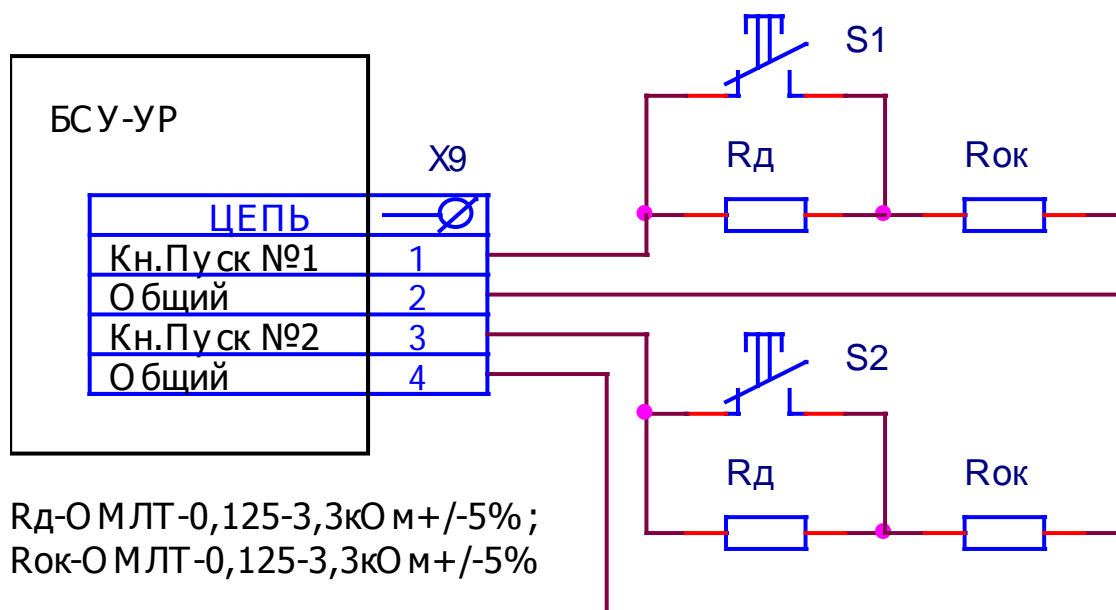 S1
БСУ-УР
X9
Rд
Rок
ЦЕПЬ
Кн.Пуск №1 1
Общий 2
Кн.Пуск №2 3
Общий 4
S2
Rд
Rок
Rд-ОМЛТ-0,125-3,3кОм+/-5%;
Rок-ОМЛТ-0,125-3,3кОм+/-5%